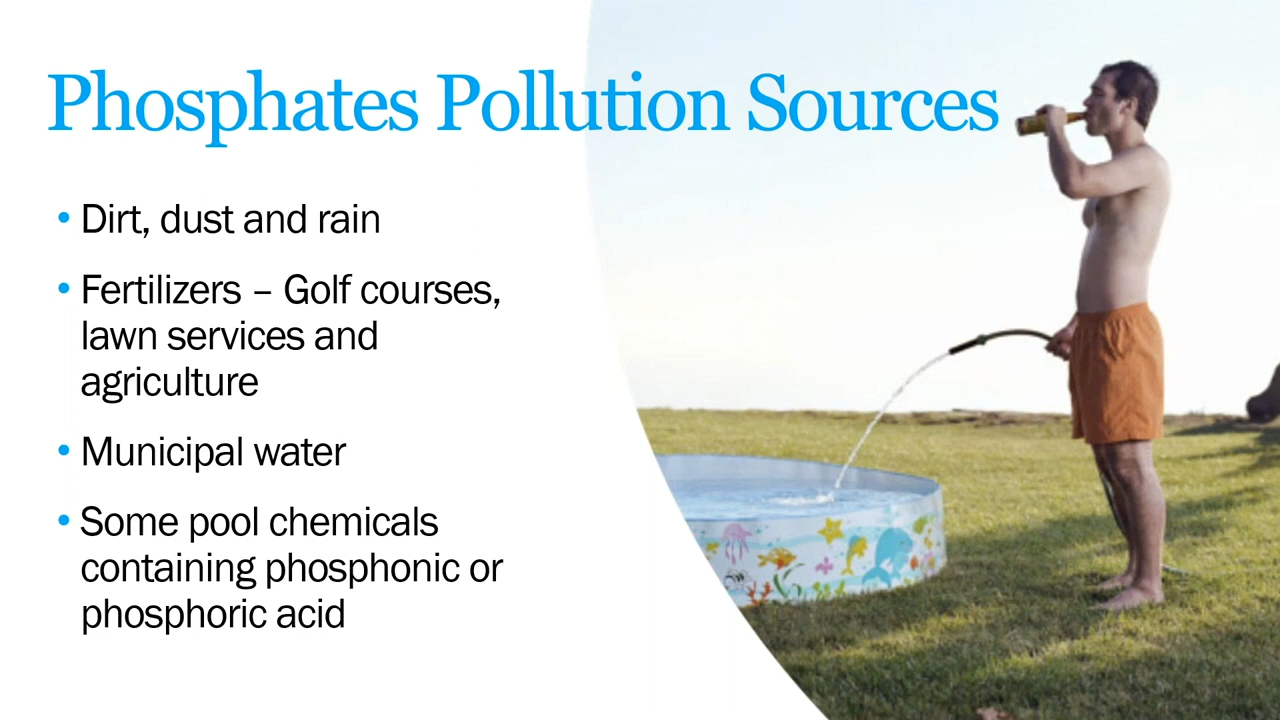 Phosphates Pollution Sources
• Dirt, dust and rain
• Fertilizers – Golf courses,
lawn services and
agriculture
• Municipal water
• Some pool chemicals
containing phosphonic or
phosphoric acid